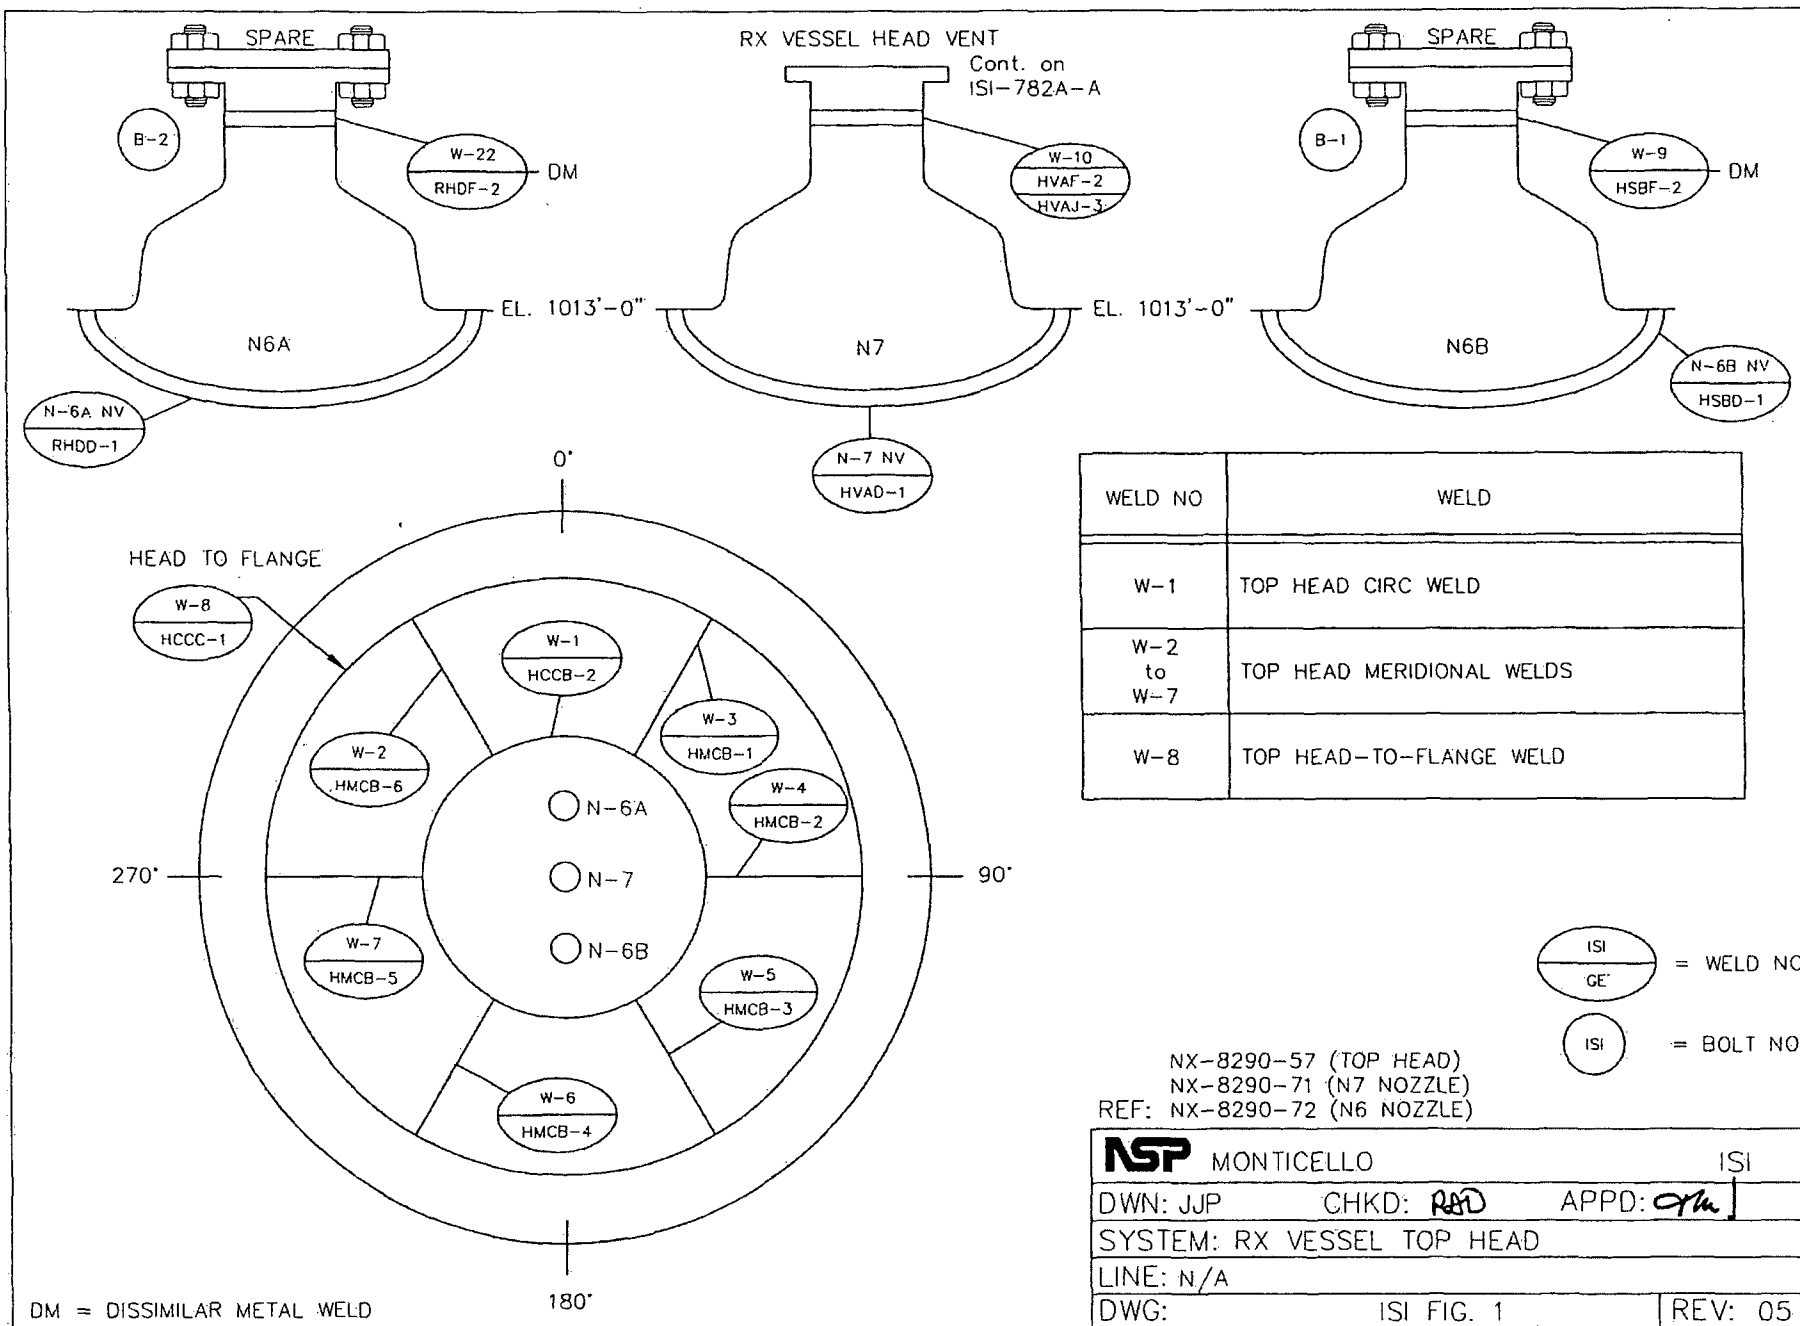 SPARE
B-2
W-22
RHDF-2
DM
EL. 1013'-0"
N6A
N-6A NV
RHDD-1
RX VESSEL HEAD VENT
Cont. on
ISI-782A-A
W-10
HVAF-2
HVAJ-3
EL. 1013'-0"
N7
N-7 NV
HVAD-1
SPARE
B-1
W-9
HSBF-2
DM
N6B
N-6B NV
HSBD-1
0°
HEAD TO FLANGE
W-8
HCCC-1
W-1
HCCB-2
W-3
HMCB-1
W-2
HMCB-6
W-4
HMCB-2
N-6A
270°
N-7
90°
N-6B
W-7
HMCB-5
W-5
HMCB-3
W-6
HMCB-4
180°
DM = DISSIMILAR METAL WELD
WELD NO WELD
W-1 TOP HEAD CIRC WELD
W-2
to TOP HEAD MERIDIONAL WELDS
W-7
W-8 TOP HEAD-TO-FLANGE WELD
ISI
GE
= WELD NO
ISI = BOLT NO
NX-8290-57 (TOP HEAD)
NX-8290-71 (N7 NOZZLE)
REF: NX-8290-72 (N6 NOZZLE)
NSP MONTICELLO ISI
DWN: JJP CHKD: RAD APPD:
SYSTEM: RX VESSEL TOP HEAD
LINE: N/A
DWG: ISI FIG. 1 REV: 05